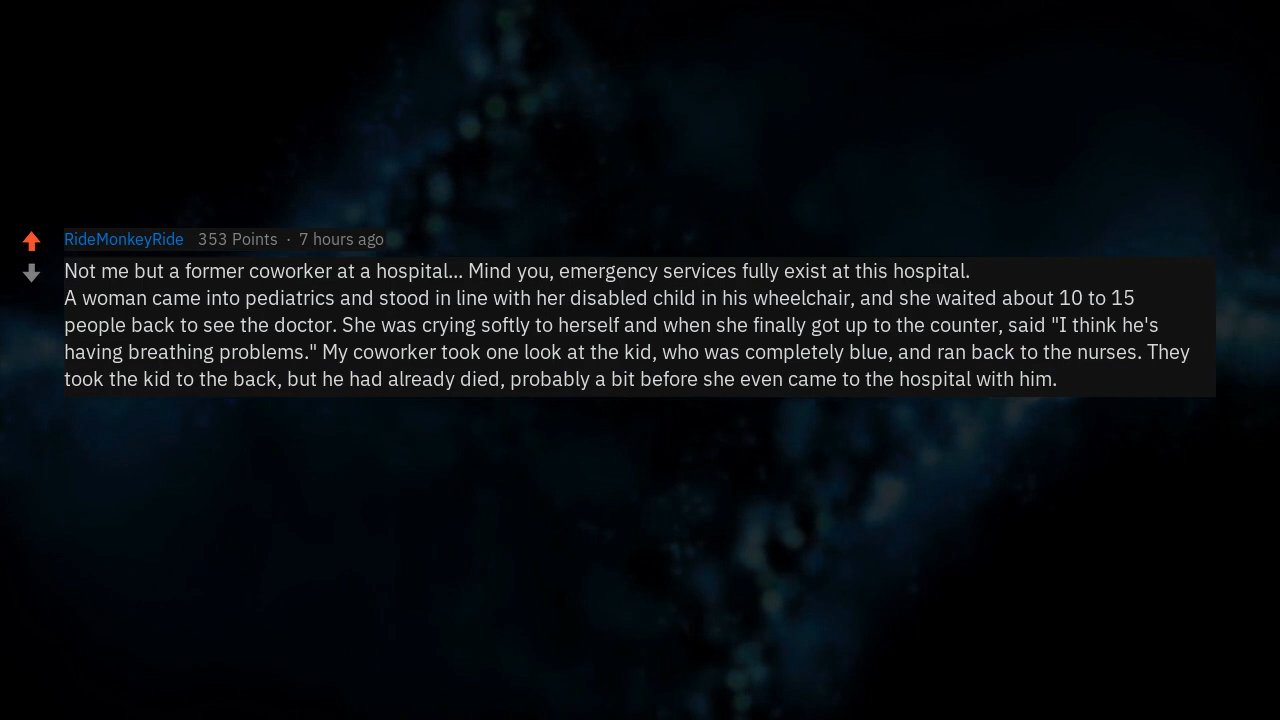 RideMonkeyRide 353 Points · 7 hours ago
Not me but a former coworker at a hospital... Mind you, emergency services fully exist at this hospital.
A woman came into pediatrics and stood in line with her disabled child in his wheelchair, and she waited about 10 to 15
people back to see the doctor. She was crying softly to herself and when she finally got up to the counter, said "I think he's
having breathing problems." My coworker took one look at the kid, who was completely blue, and ran back to the nurses. They
took the kid to the back, but he had already died, probably a bit before she even came to the hospital with him.